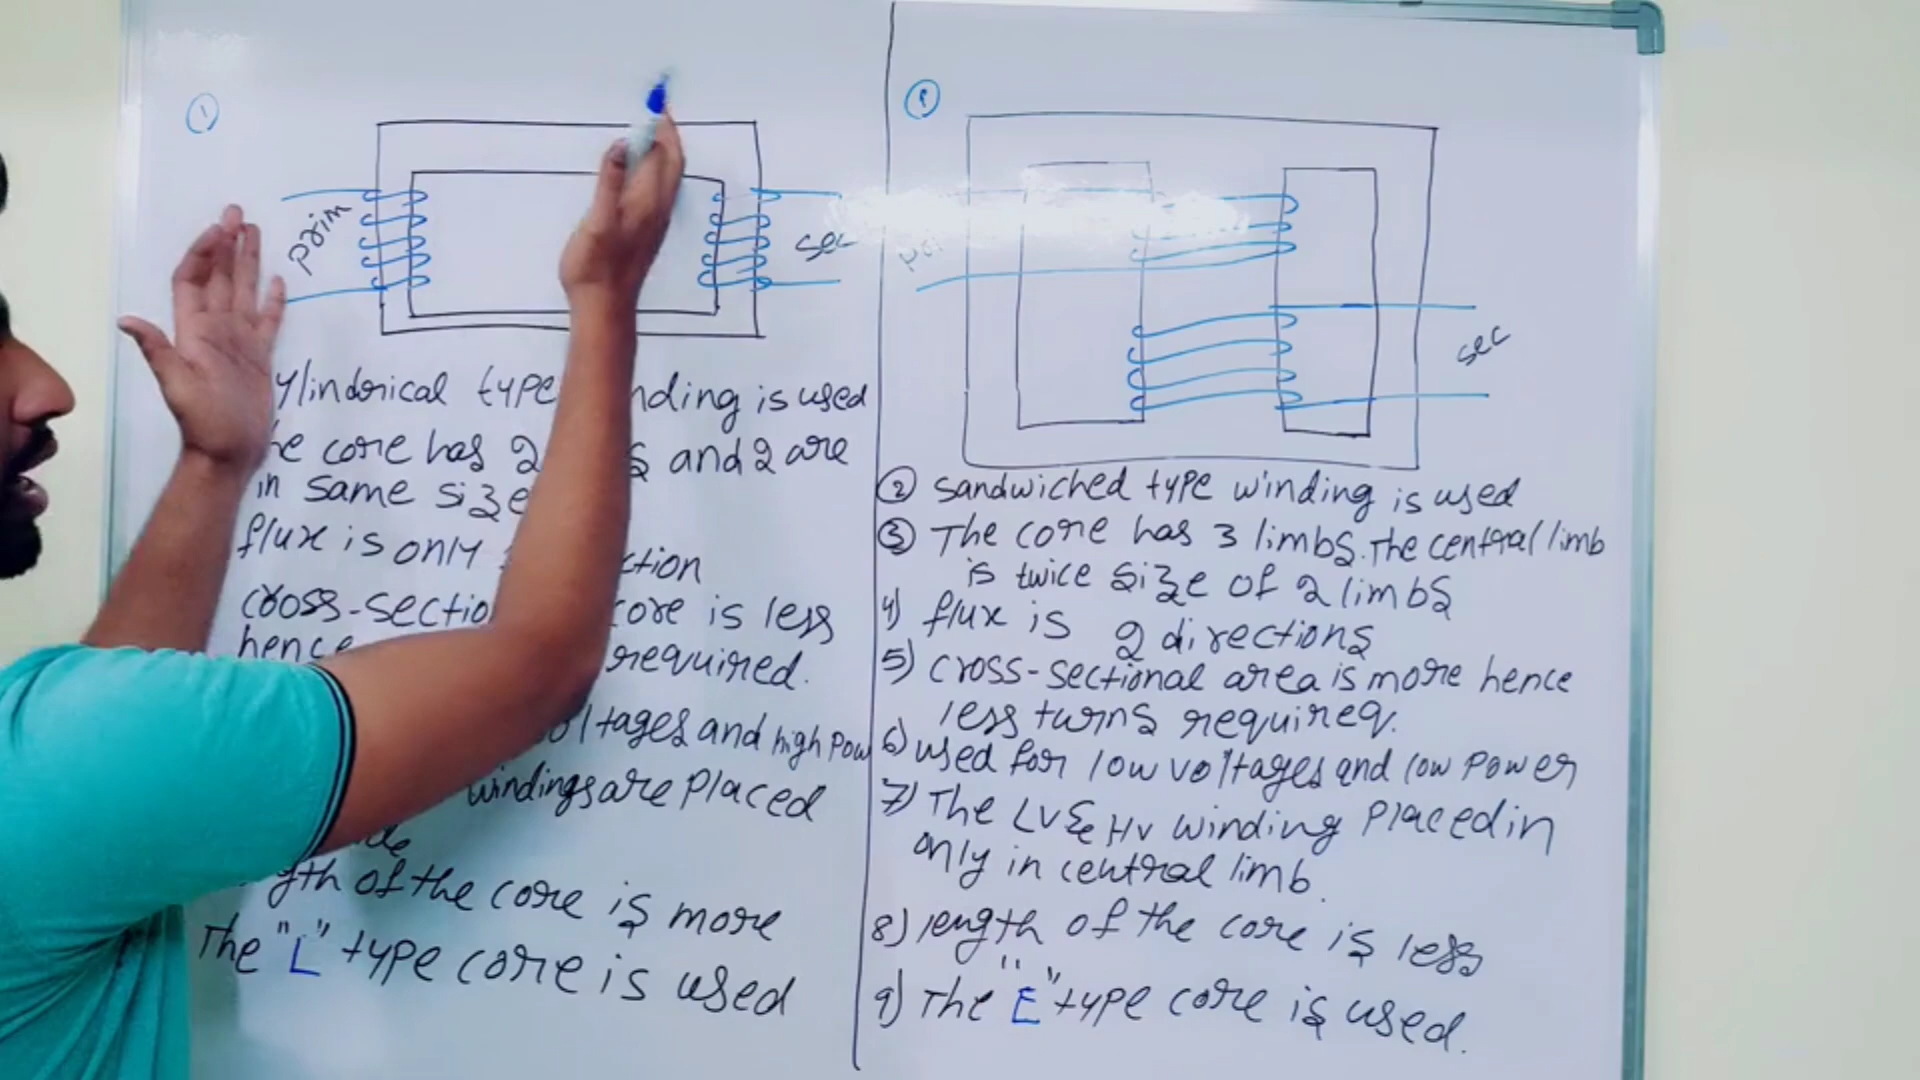 ①
Prim
sec
ylindrical type nding is used
he core has 2 and 2 are
in same size
flux is only ction
cross-sectio core is less
hence required.
ltages and high pow
windings are placed
de
gth of the core is more
The "L" type core is used
①
sec
② sandwiched type winding is used
③ The core has 3 limbs. The central limb
is twice size of 2 limbs
4) flux is 2 directions
5) cross-sectional area is more hence
less turns required.
6) used for low voltages and low power
7) The LV & HV winding placed in
only in central limb.
8) length of the core is less
9) The "E" type core is used.